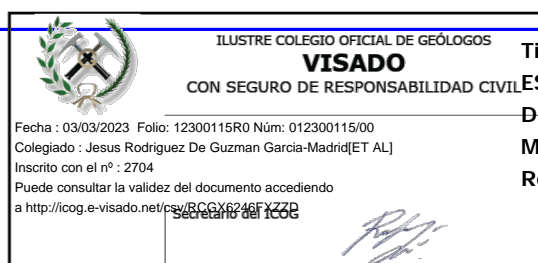 ILUSTRE COLEGIO OFICIAL DE GEÓLOGOS
VISADO
CON SEGURO DE RESPONSABILIDAD CIVIL
Fecha : 03/03/2023 Folio: 12300115R0 Núm: 012300115/00
Colegiado : Jesus Rodriguez De Guzman Garcia-Madrid[ET AL]
Inscrito con el nº : 2704
Puede consultar la validez del documento accediendo
a http://icog.e-visado.net/csv/RCGX6246FXZZD
Secretario del ICOG